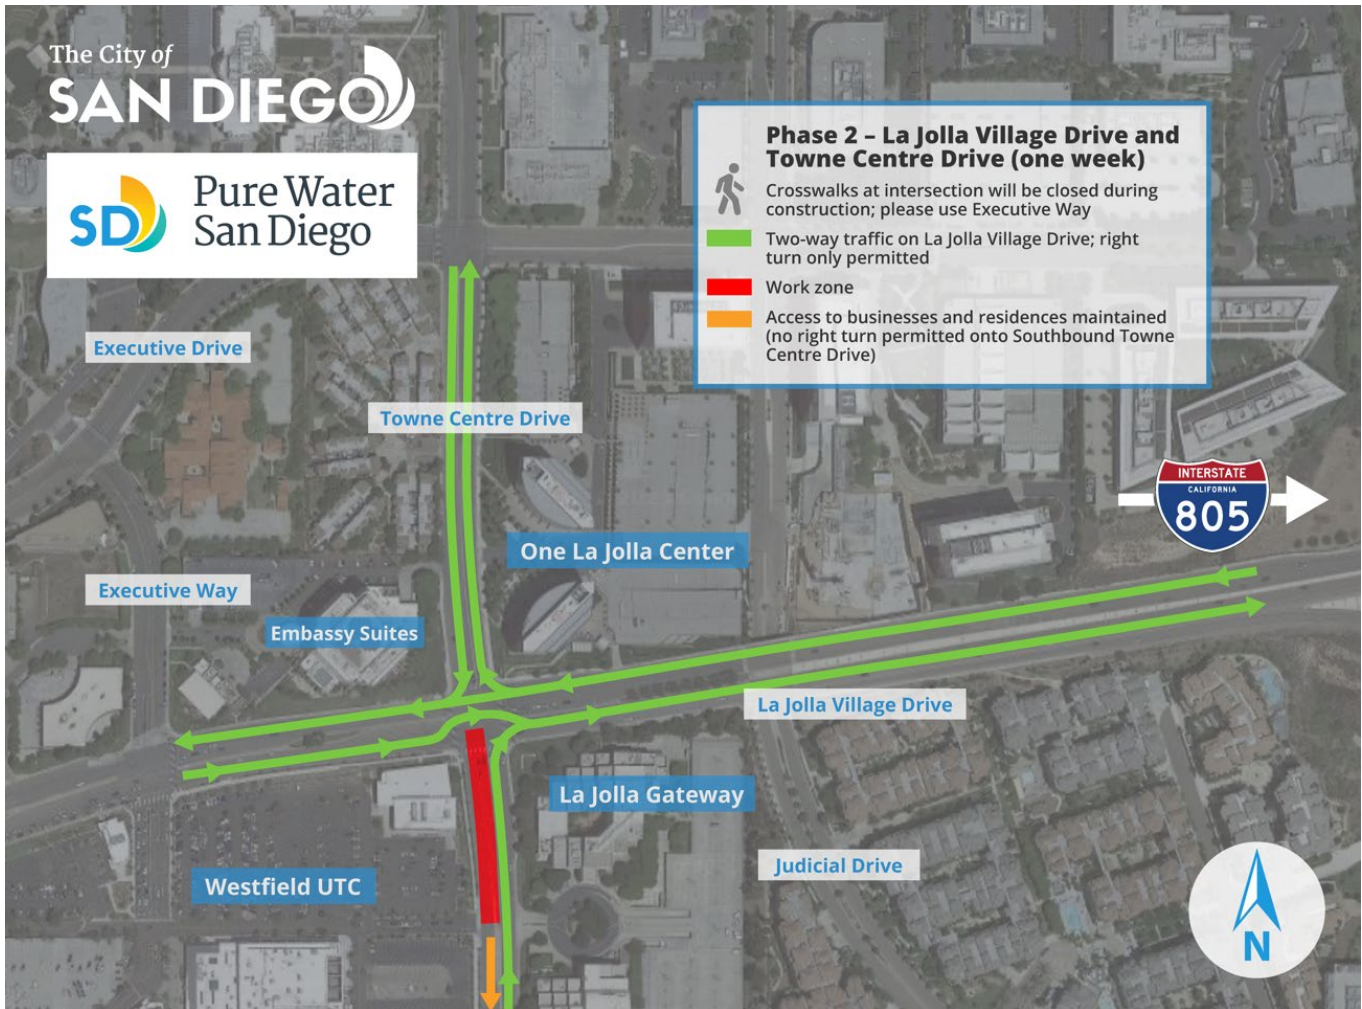 The City of
SAN DIEGO
SD
Pure Water
San Diego
Phase 2 – La Jolla Village Drive and
Towne Centre Drive (one week)
Crosswalks at intersection will be closed during
construction; please use Executive Way
Two-way traffic on La Jolla Village Drive; right
turn only permitted
Work zone
Access to businesses and residences maintained
(no right turn permitted onto Southbound Towne
Centre Drive)
Executive Drive
Towne Centre Drive
INTERSTATE
CALIFORNIA
805
One La Jolla Center
Executive Way
Embassy Suites
La Jolla Village Drive
La Jolla Gateway
Judicial Drive
Westfield UTC
N